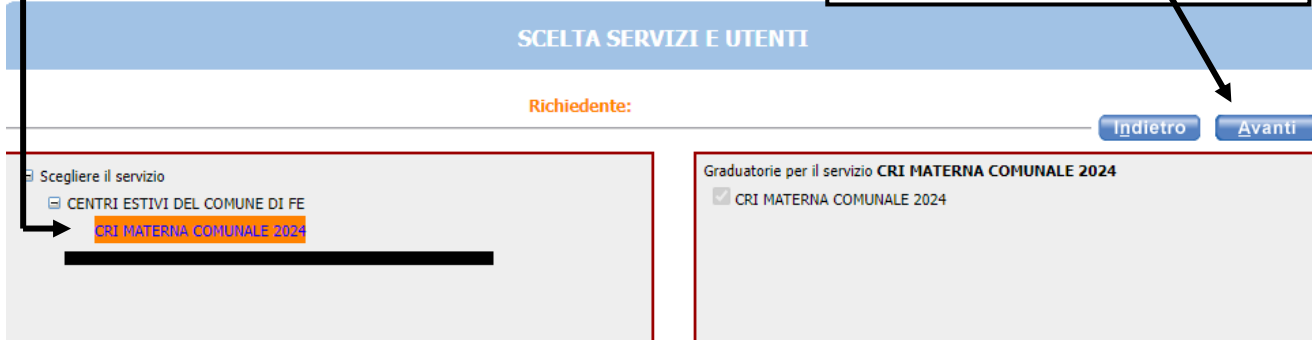 SCELTA SERVIZI E UTENTI
Richiedente:
Indietro
Avanti
Scegliere il servizio
CENTRI ESTIVI DEL COMUNE DI FE
CRI MATERNA COMUNALE 2024
Graduatorie per il servizio CRI MATERNA COMUNALE 2024
CRI MATERNA COMUNALE 2024